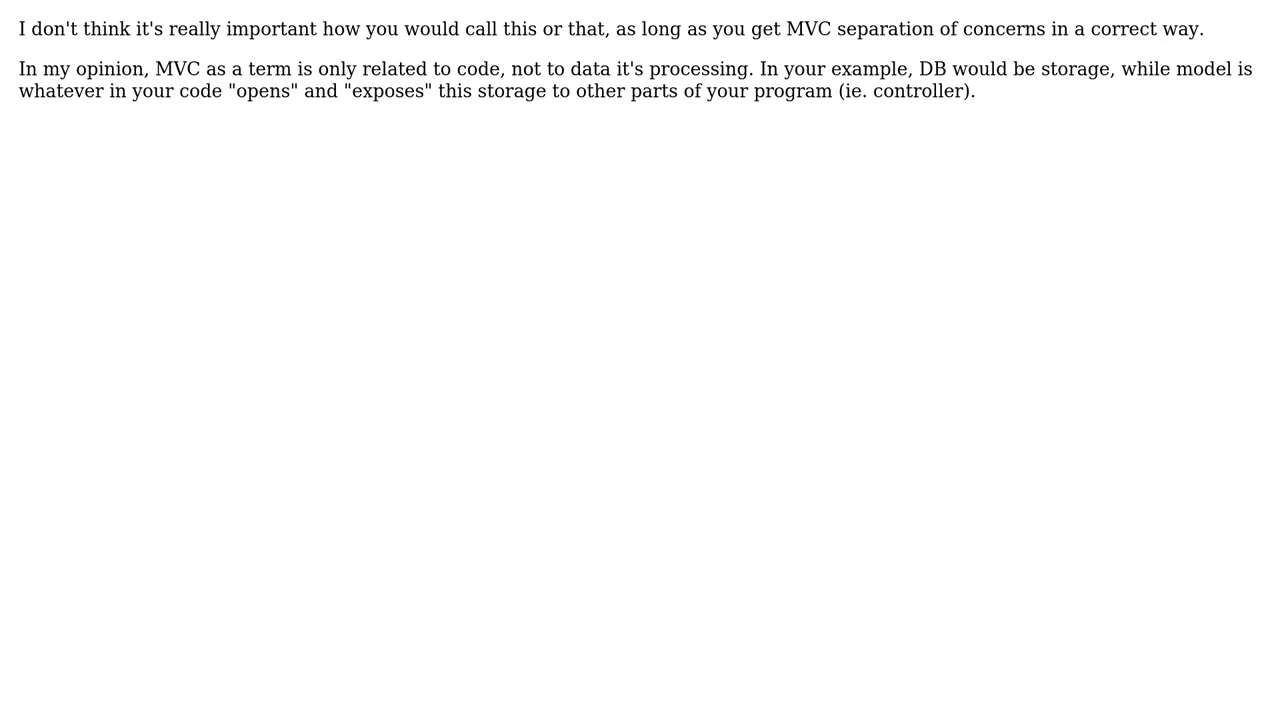 I don't think it's really important how you would call this or that, as long as you get MVC separation of concerns in a correct way.
In my opinion, MVC as a term is only related to code, not to data it's processing. In your example, DB would be storage, while model is
whatever in your code "opens" and "exposes" this storage to other parts of your program (ie. controller).